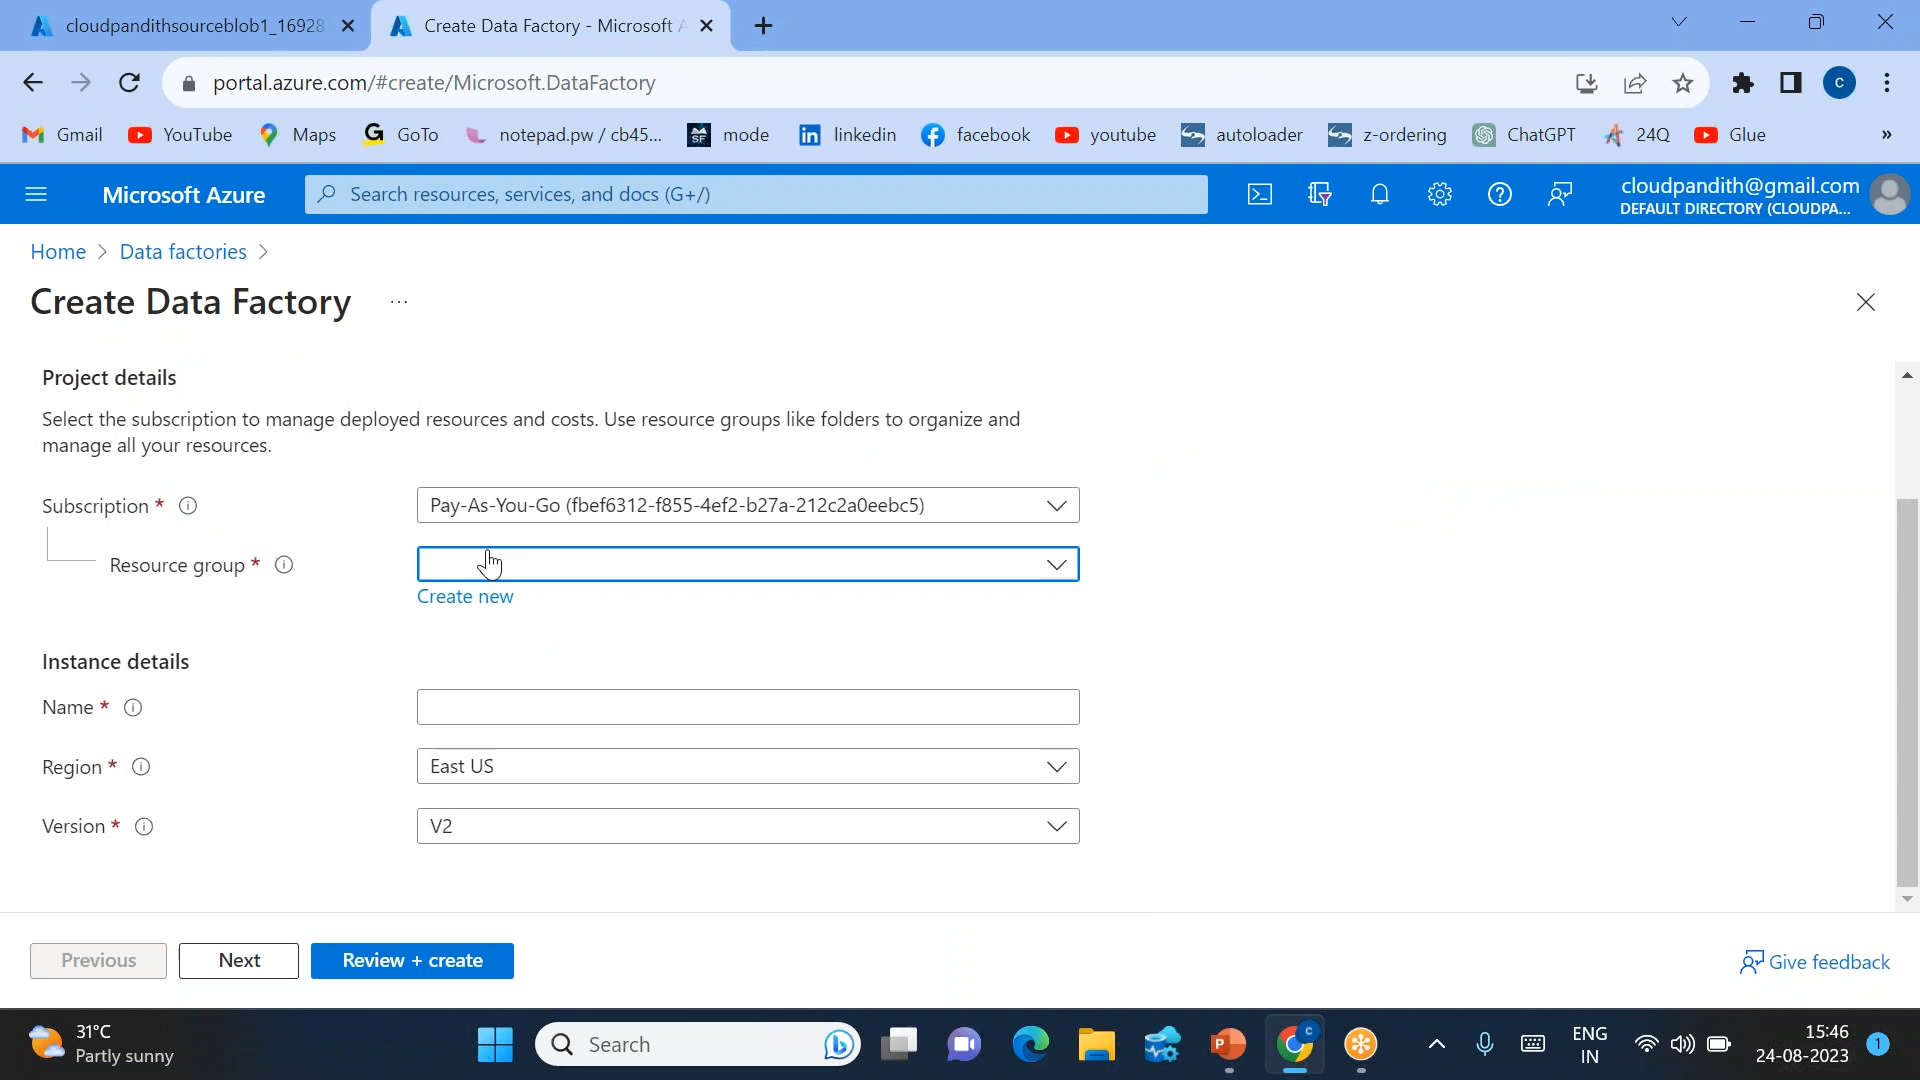 cloudpandithsourceblob1_16928
Create Data Factory - Microsoft A
portal.azure.com/#create/Microsoft.DataFactory
C
Gmail
YouTube
Maps
GoTo
notepad.pw / cb45...
mode
linkedin
facebook
youtube
autoloader
z-ordering
ChatGPT
24Q
Glue
»
Microsoft Azure
Search resources, services, and docs (G+/)
cloudpandith@gmail.com
DEFAULT DIRECTORY (CLOUDPA...
Home > Data factories >
Create Data Factory ...
Project details
Select the subscription to manage deployed resources and costs. Use resource groups like folders to organize and
manage all your resources.
Subscription *
Pay-As-You-Go (fbef6312-f855-4ef2-b27a-212c2a0eebc5)
Resource group *
Create new
Instance details
Name *
Region *
East US
Version *
V2
Previous
Next
Review + create
Give feedback
31°C
Partly sunny
Search
ENG
IN
15:46
24-08-2023
1